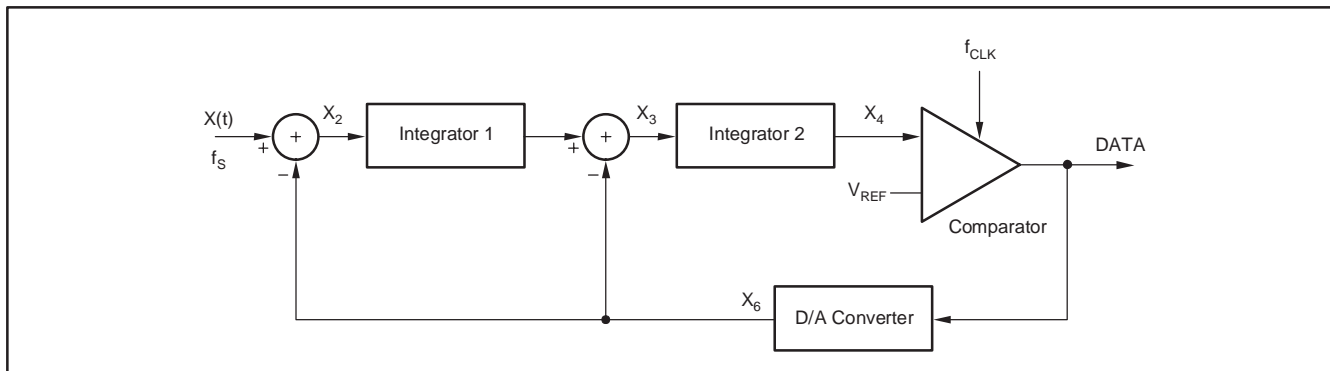 f_CLK
X(t)
f_S
+
+
−
X_2
Integrator 1
+
+
−
X_3
Integrator 2
X_4
V_REF
Comparator
DATA
X_6
D/A Converter